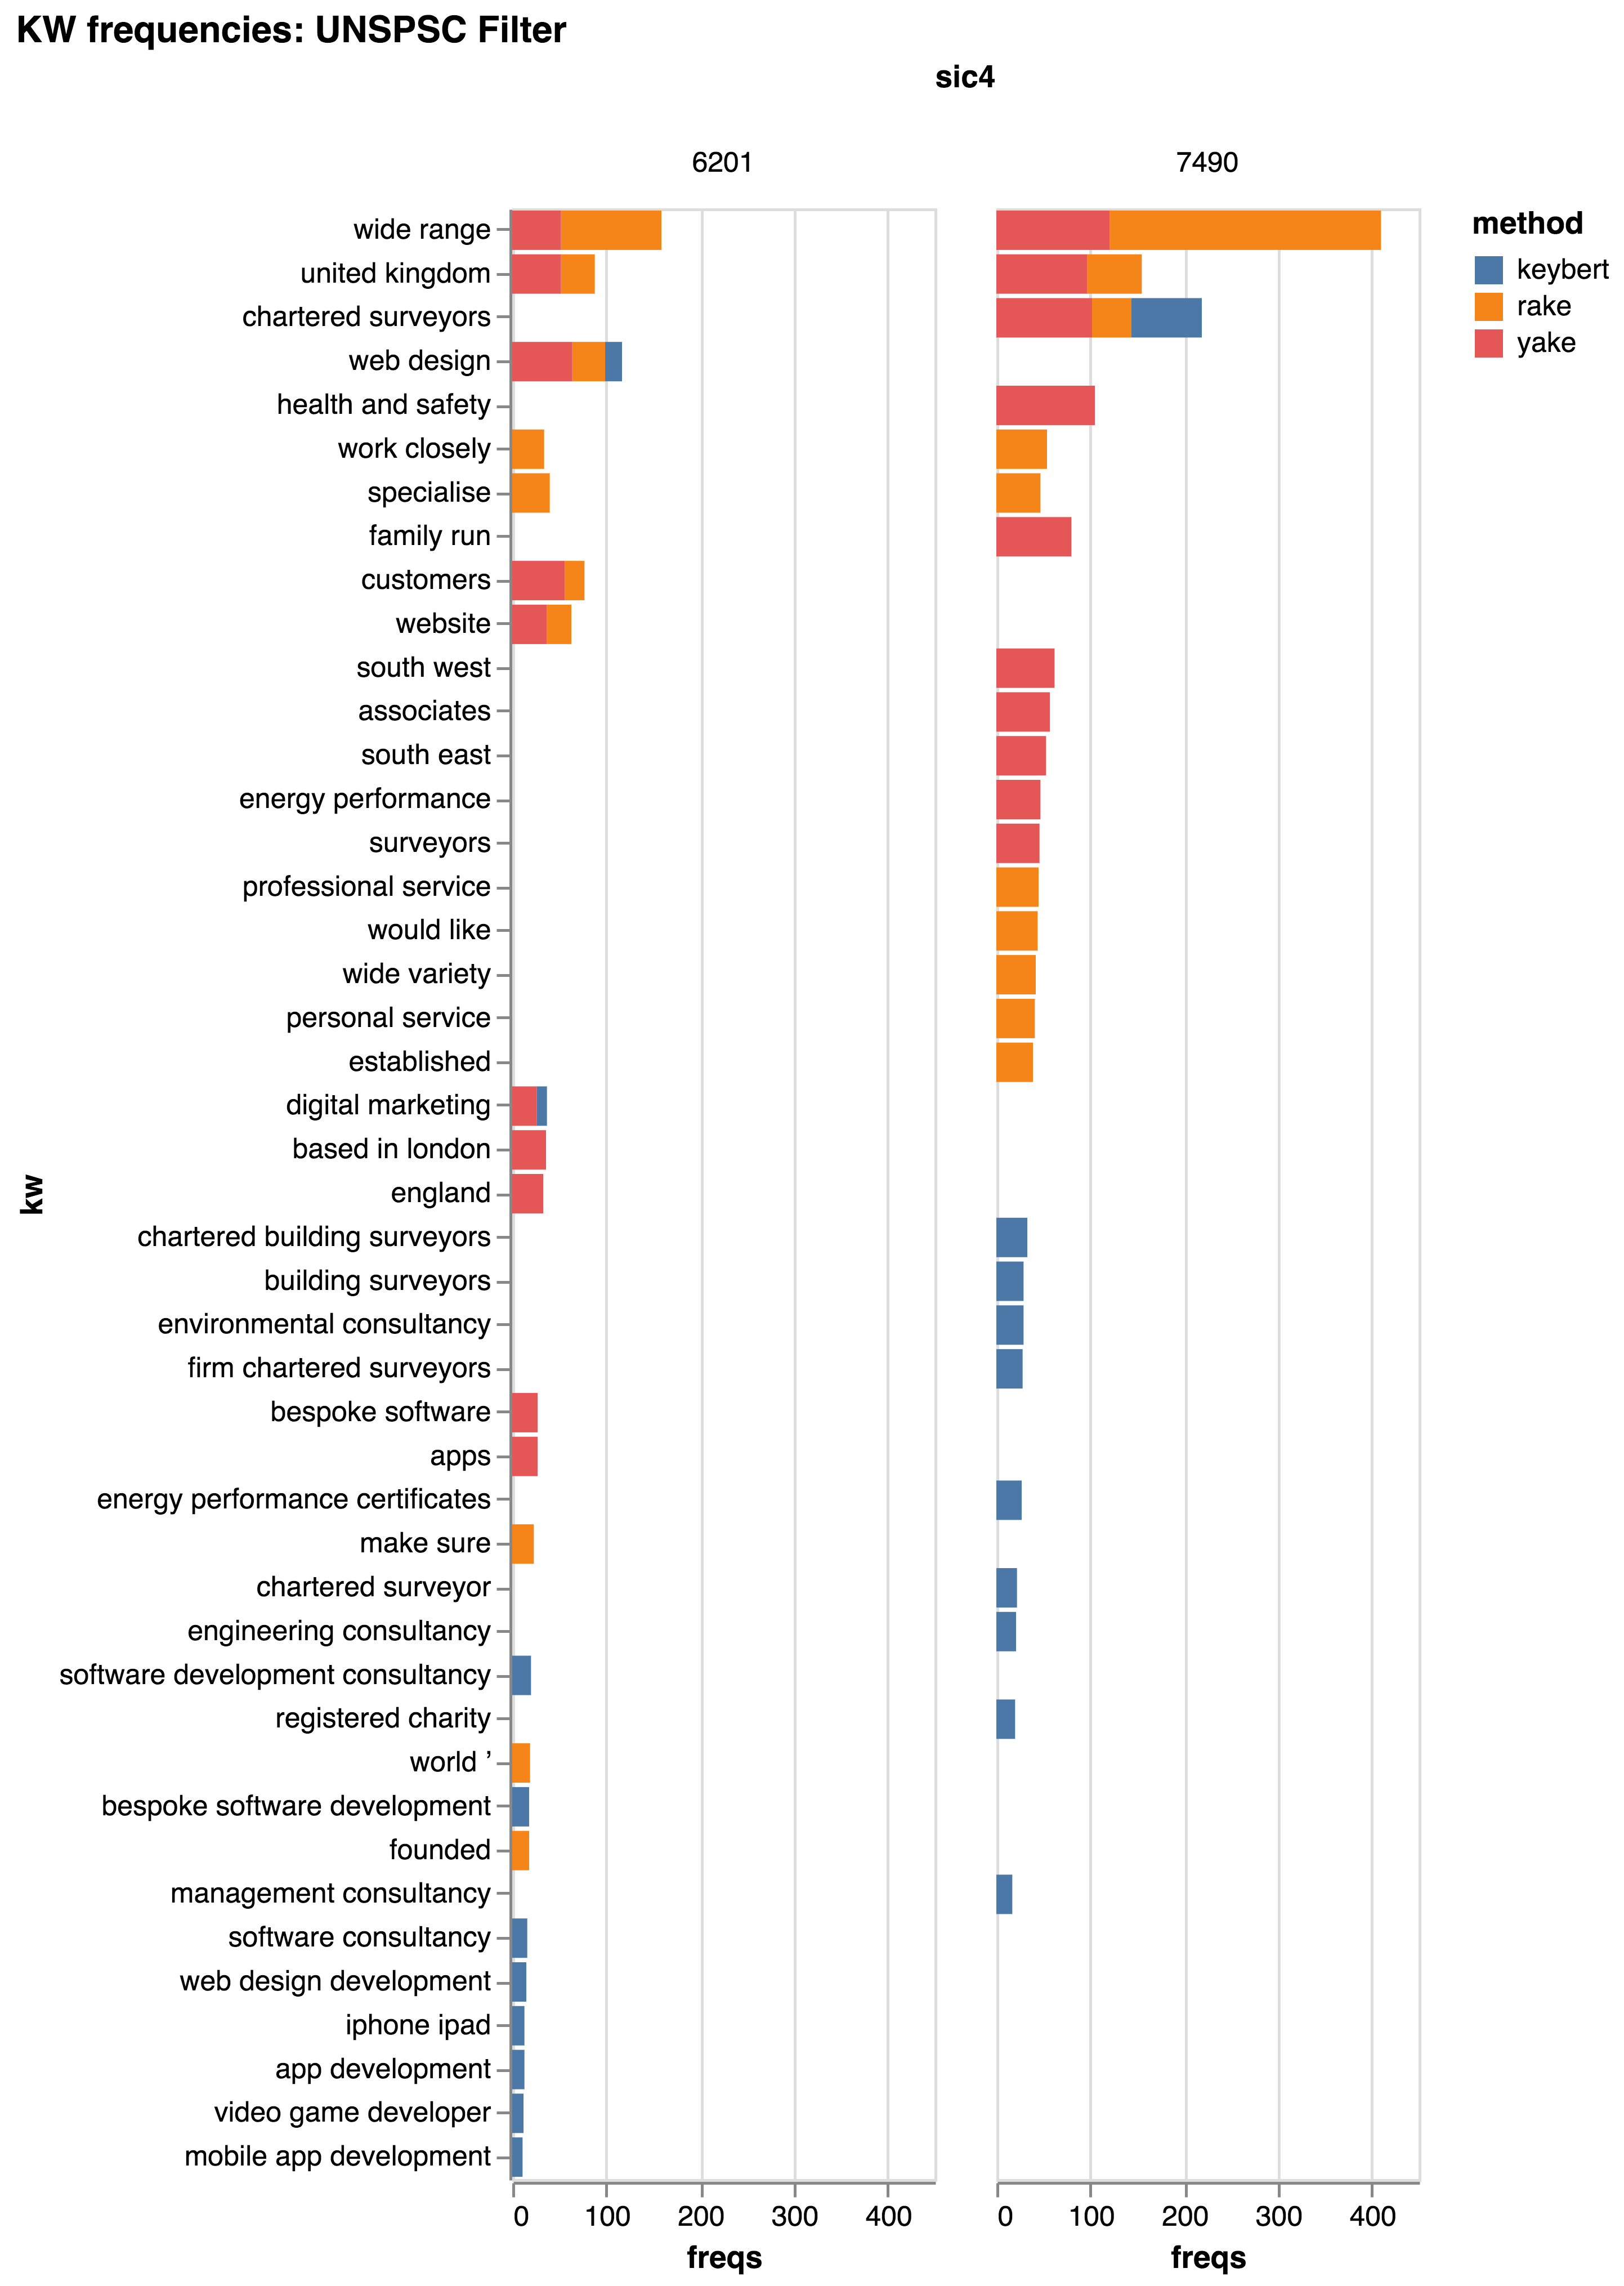 KW frequencies: UNSPSC Filter
sic4
6201 7490
method
keybert
rake
yake
wide range
united kingdom
chartered surveyors
web design
health and safety
work closely
specialise
family run
customers
website
south west
associates
south east
energy performance
surveyors
professional service
would like
wide variety
personal service
established
digital marketing
based in london
england
chartered building surveyors
building surveyors
environmental consultancy
firm chartered surveyors
bespoke software
apps
energy performance certificates
make sure
chartered surveyor
engineering consultancy
software development consultancy
registered charity
world ’
bespoke software development
founded
management consultancy
software consultancy
web design development
iphone ipad
app development
video game developer
mobile app development
kw
0 100 200 300 400 0 100 200 300 400
freqs freqs